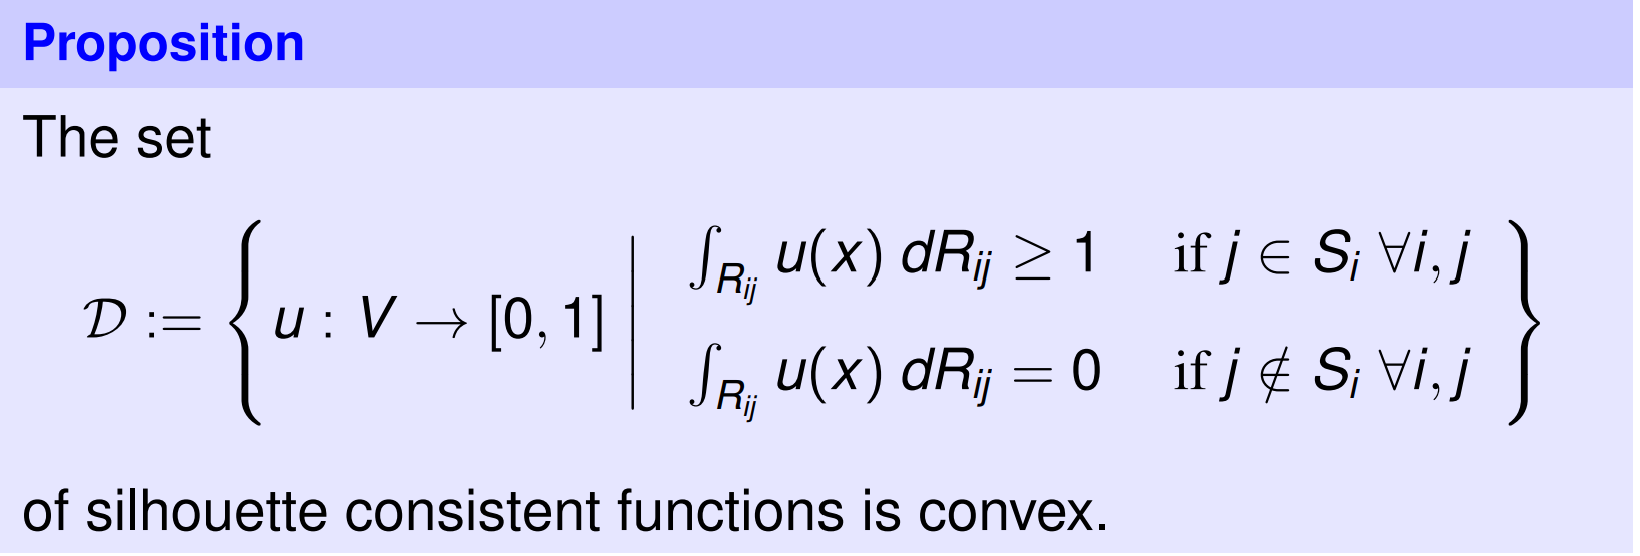 Proposition
The set
∫_{R_{ij}} u(x) dR_{ij} ≥ 1 if j ∈ S_i ∀i, j
𝒟 := { u : V → [0, 1] | }
∫_{R_{ij}} u(x) dR_{ij} = 0 if j ∉ S_i ∀i, j
of silhouette consistent functions is convex.